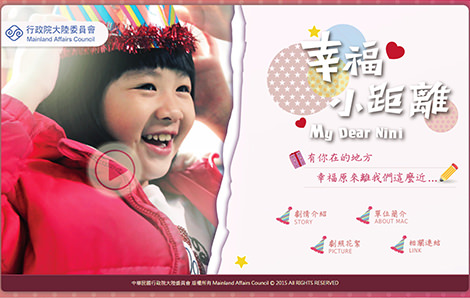 行政院大陸委員會
Mainland Affairs Council
幸福
小距離
My Dear Nini
有你在的地方
幸福原來離我們這麼近...
劇情介紹
STORY
單位簡介
ABOUT MAC
劇照花絮
PICTURE
相關連結
LINK
中華民國行政院大陸委員會 版權所有 Mainland Affairs Council © 2015 All RIGHTS RESERVED